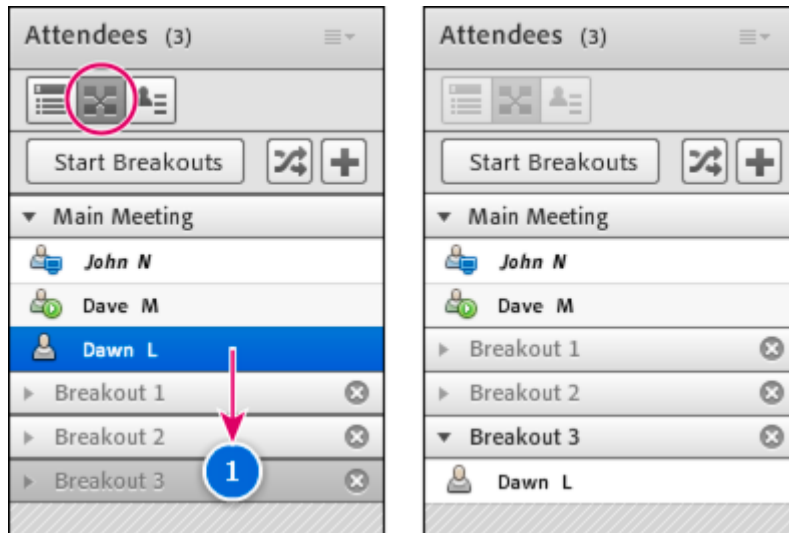 Attendees (3)
Start Breakouts
Main Meeting
John N
Dave M
Dawn L
Breakout 1
Breakout 2
Breakout 3
1
Attendees (3)
Start Breakouts
Main Meeting
John N
Dave M
Breakout 1
Breakout 2
Breakout 3
Dawn L